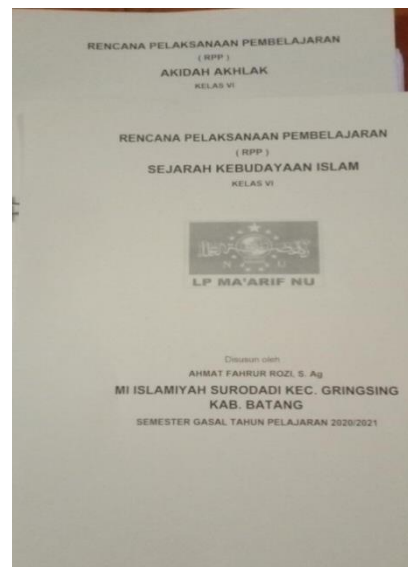 RENCANA PELAKSANAAN PEMBELAJARAN
( RPP )
AKIDAH AKHLAK
KELAS VI
RENCANA PELAKSANAAN PEMBELAJARAN
( RPP )
SEJARAH KEBUDAYAAN ISLAM
KELAS VI
N U
LP MA'ARIF NU
Disusun oleh
AHMAT FAHRUR ROZI, S. Ag
MI ISLAMIYAH SURODADI KEC. GRINGSING
KAB. BATANG
SEMESTER GASAL TAHUN PELAJARAN 2020/2021